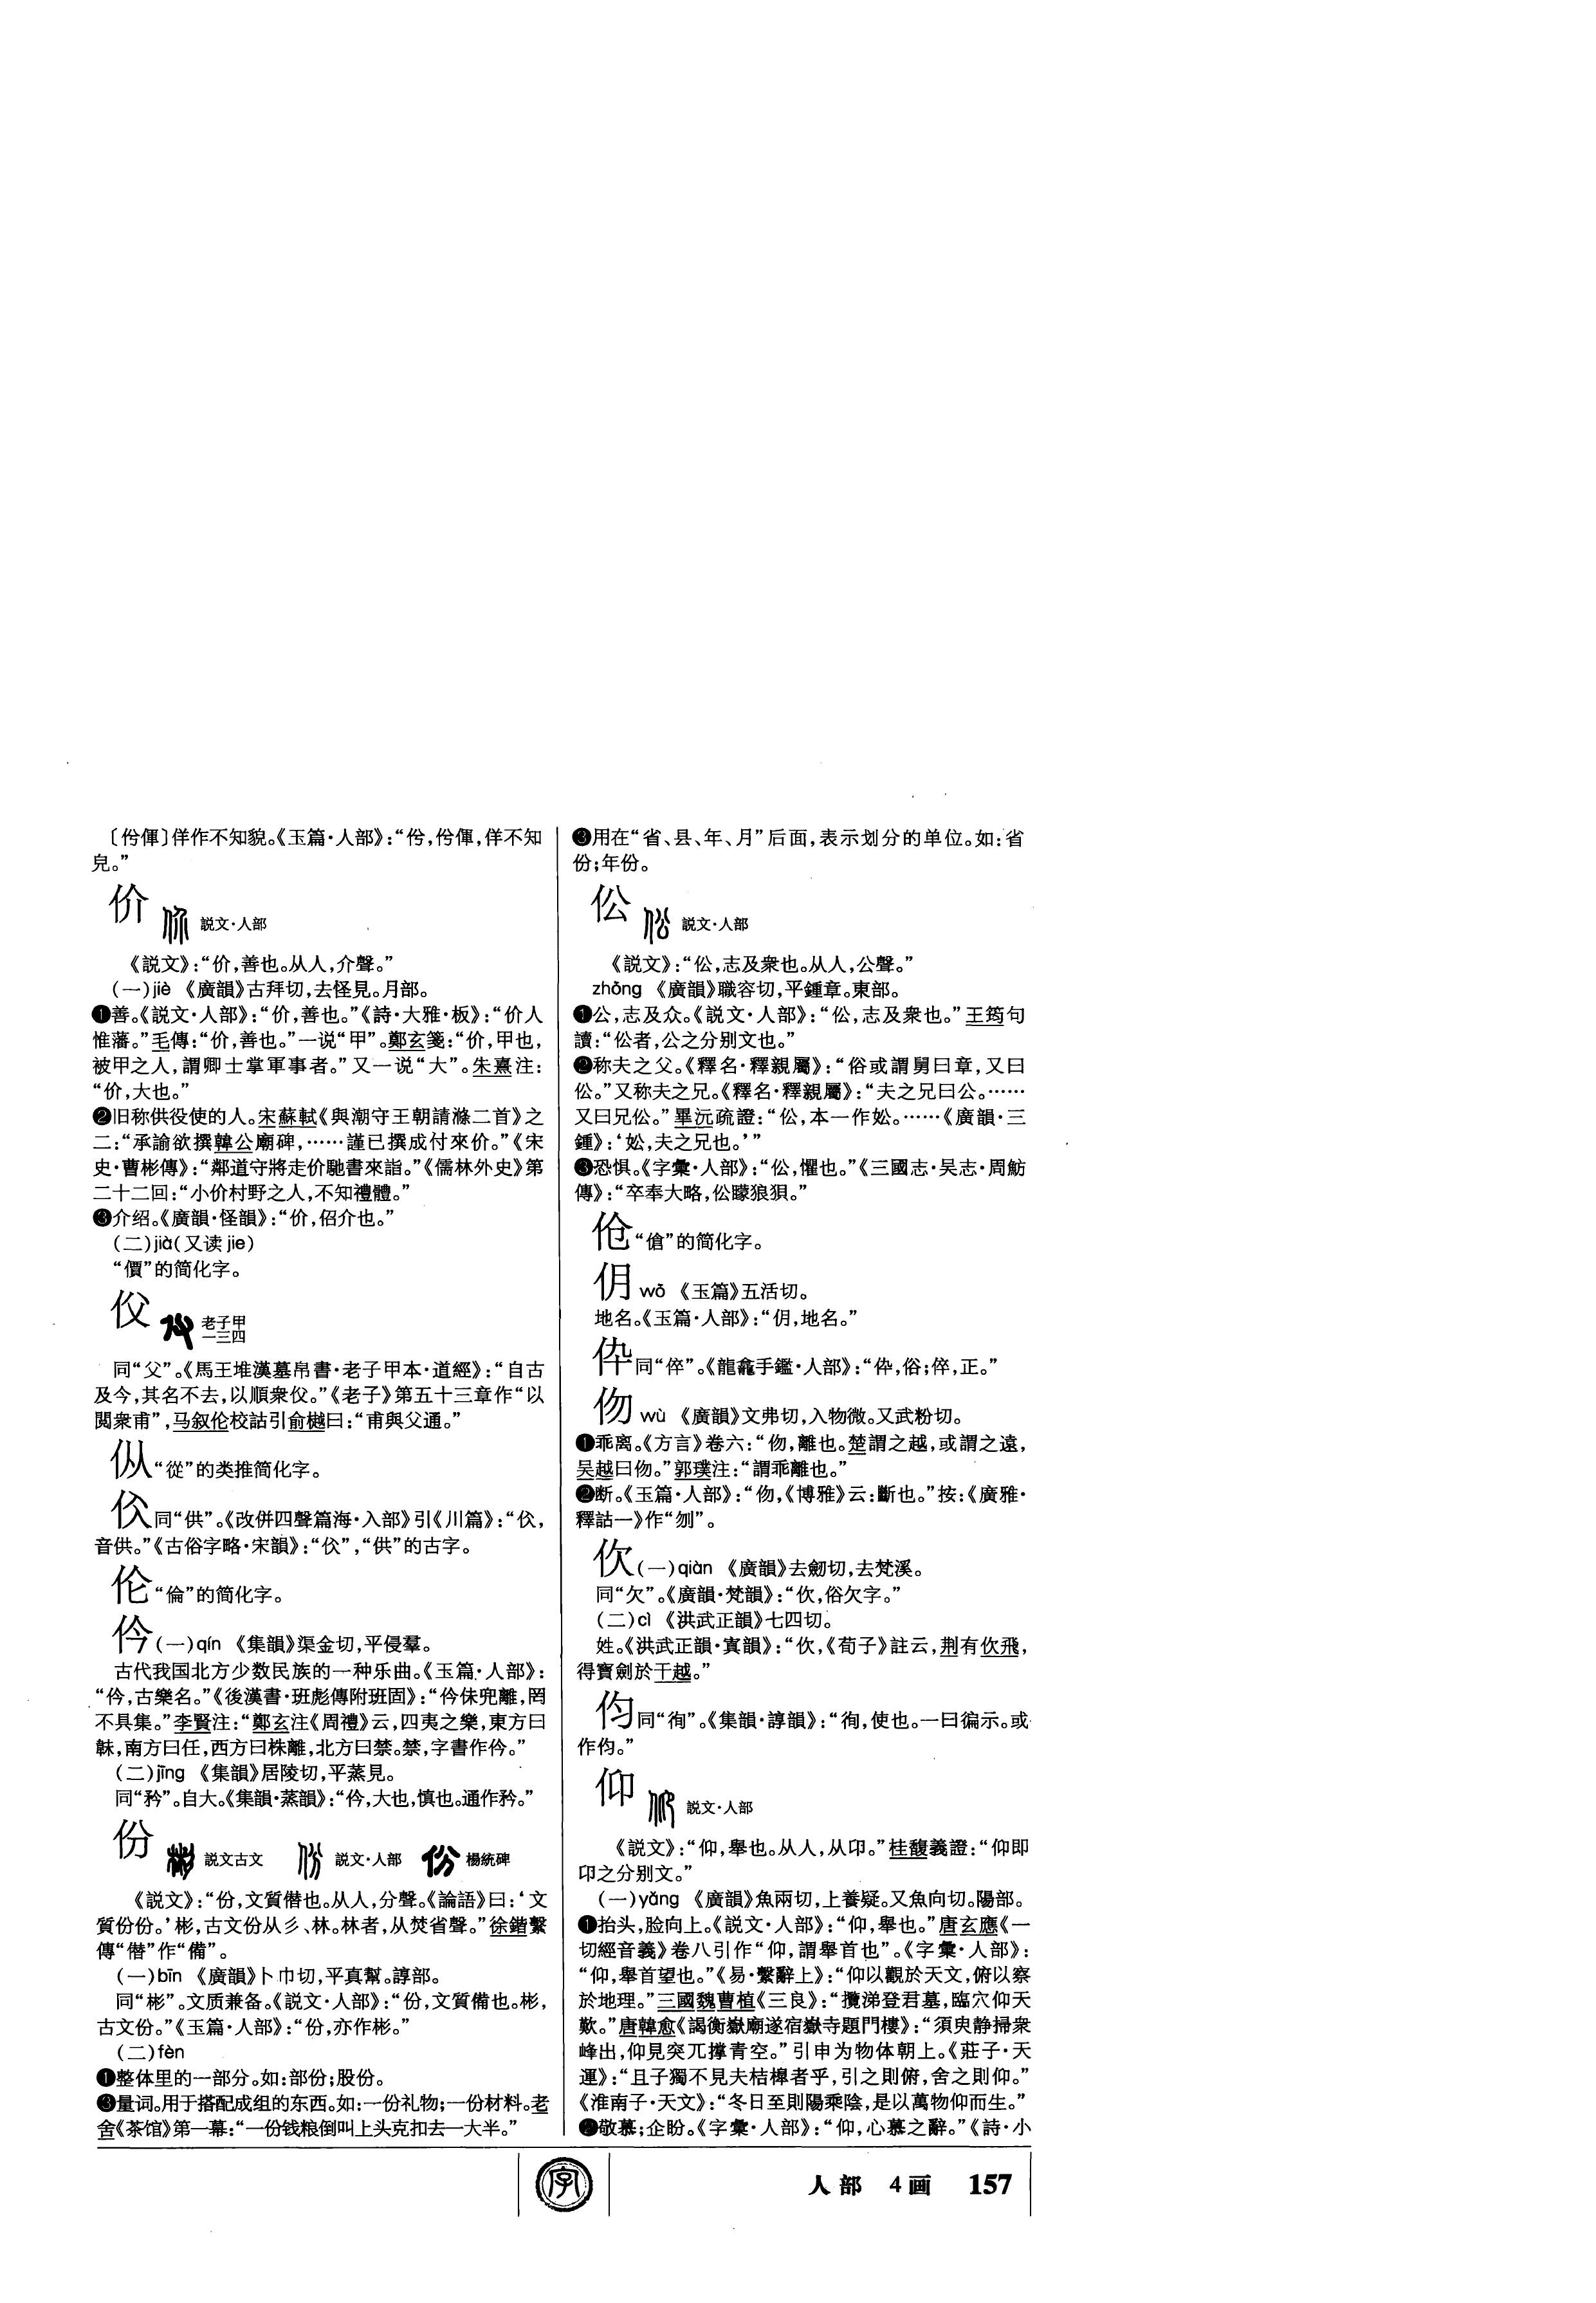 〔伶倱〕佯作不知貌。《玉篇·人部》：“伶，伶倱，佯不知
皃。”
价 説文·人部
《説文》：“价，善也。从人，介聲。”
(一)jiè 《廣韻》古拜切，去怪見。月部。
❶善。《説文·人部》：“价，善也。”《詩·大雅·板》：“价人
惟藩。”毛傳：“价，善也。”一说“甲”。鄭玄箋：“价，甲也，
被甲之人，謂卿士掌軍事者。”又一说“大”。朱熹注：
“价，大也。”
❷旧称供役使的人。宋蘇軾《與潮守王朝請滌二首》之
二：“承諭欲撰韓公廟碑，……謹已撰成付來价。”《宋
史·曹彬傳》：“鄰道守將走价馳書來詣。”《儒林外史》第
二十二回：“小价村野之人，不知禮體。”
❸介绍。《廣韻·怪韻》：“价，佋介也。”
(二)jià(又读jie)
“價”的简化字。
㑋 老子甲
一三四
同“父”。《馬王堆漢墓帛書·老子甲本·道經》：“自古
及今，其名不去，以順衆㑋。”《老子》第五十三章作“以
閲衆甫”，马叙伦校詁引俞樾曰：“甫與父通。”
“從”的类推简化字。
同“供”。《改併四聲篇海·入部》引《川篇》：“㒷，
音供。”《古俗字略·宋韻》：“㒷”，“供”的古字。
伦“倫”的简化字。
仱(一)qín 《集韻》渠金切，平侵羣。
古代我国北方少数民族的一种乐曲。《玉篇·人部》：
“仱，古樂名。”《後漢書·班彪傳附班固》：“仱佅兜離，罔
不具集。”李賢注：“鄭玄注《周禮》云，四夷之樂，東方曰
韎，南方曰任，西方曰株離，北方曰禁。禁，字書作仱。”
(二)jīng 《集韻》居陵切，平蒸見。
同“矜”。自大。《集韻·蒸韻》：“仱，大也，慎也。通作矜。”
份 説文古文 説文·人部 楊統碑
《説文》：“份，文質僣也。从人，分聲。《論語》曰：‘文
質份份。’彬，古文份从彡、林。林者，从焚省聲。”徐鍇繫
傳“僣”作“備”。
(一)bīn 《廣韻》卜巾切，平真幫。諄部。
同“彬”。文质兼备。《説文·人部》：“份，文質備也。彬，
古文份。”《玉篇·人部》：“份，亦作彬。”
(二)fèn
❶整体里的一部分。如：部份；股份。
❸量词。用于搭配成组的东西。如：一份礼物；一份材料。老
舍《茶馆》第一幕：“一份钱粮倒叫上头克扣去一大半。”
❸用在“省、县、年、月”后面，表示划分的单位。如：省
份；年份。
伀 説文·人部
《説文》：“伀，志及衆也。从人，公聲。”
zhōng 《廣韻》職容切，平鍾章。東部。
❶公，志及众。《説文·人部》：“伀，志及衆也。”王筠句
讀：“伀者，公之分别文也。”
❷称夫之父。《釋名·釋親屬》：“俗或謂舅曰章，又曰
伀。”又称夫之兄。《釋名·釋親屬》：“夫之兄曰公。……
又曰兄伀。”畢沅疏證：“伀，本一作妐。……《廣韻·三
鍾》：‘妐，夫之兄也。’”
❸恐惧。《字彙·人部》：“伀，懼也。”《三國志·吴志·周魴
傳》：“卒奉大略，伀矇狼狽。”
伧“傖”的简化字。
仴 wò 《玉篇》五活切。
地名。《玉篇·人部》：“仴，地名。”
伜同“倅”。《龍龕手鑑·人部》：“伜，俗；倅，正。”
伆 wù 《廣韻》文弗切，入物微。又武粉切。
❶乖离。《方言》卷六：“伆，離也。楚謂之越，或謂之遠，
吴越曰伆。”郭璞注：“謂乖離也。”
❷断。《玉篇·人部》：“伆，《博雅》云：斷也。”按：《廣雅·
釋詁一》作“刎”。
㐸(一)qiàn 《廣韻》去劒切，去梵溪。
同“欠”。《廣韻·梵韻》：“㐸，俗欠字。”
(二)cì 《洪武正韻》七四切。
姓。《洪武正韻·寘韻》：“㐸，《荀子》註云，荆有㐸飛，
得寶劍於干越。”
伨同“徇”。《集韻·諄韻》：“徇，使也。一曰徧示。或
作伨。”
仰 説文·人部
《説文》：“仰，舉也。从人，从卬。”桂馥義證：“仰即
卬之分别文。”
(一)yǎng 《廣韻》魚兩切，上養疑。又魚向切。陽部。
❶抬头，脸向上。《説文·人部》：“仰，舉也。”唐玄應《一
切經音義》卷八引作“仰，謂舉首也”。《字彙·人部》：
“仰，舉首望也。”《易·繫辭上》：“仰以觀於天文，俯以察
於地理。”三國魏曹植《三良》：“攬涕登君墓，臨穴仰天
歎。”唐韓愈《謁衡嶽廟遂宿嶽寺題門樓》：“須臾静掃衆
峰出，仰見突兀撑青空。”引申为物体朝上。《莊子·天
運》：“且子獨不見夫桔槔者乎，引之則俯，舍之則仰。”
《淮南子·天文》：“冬日至則陽乘陰，是以萬物仰而生。”
❷敬慕；企盼。《字彙·人部》：“仰，心慕之辭。”《詩·小
字
人部 4画 157